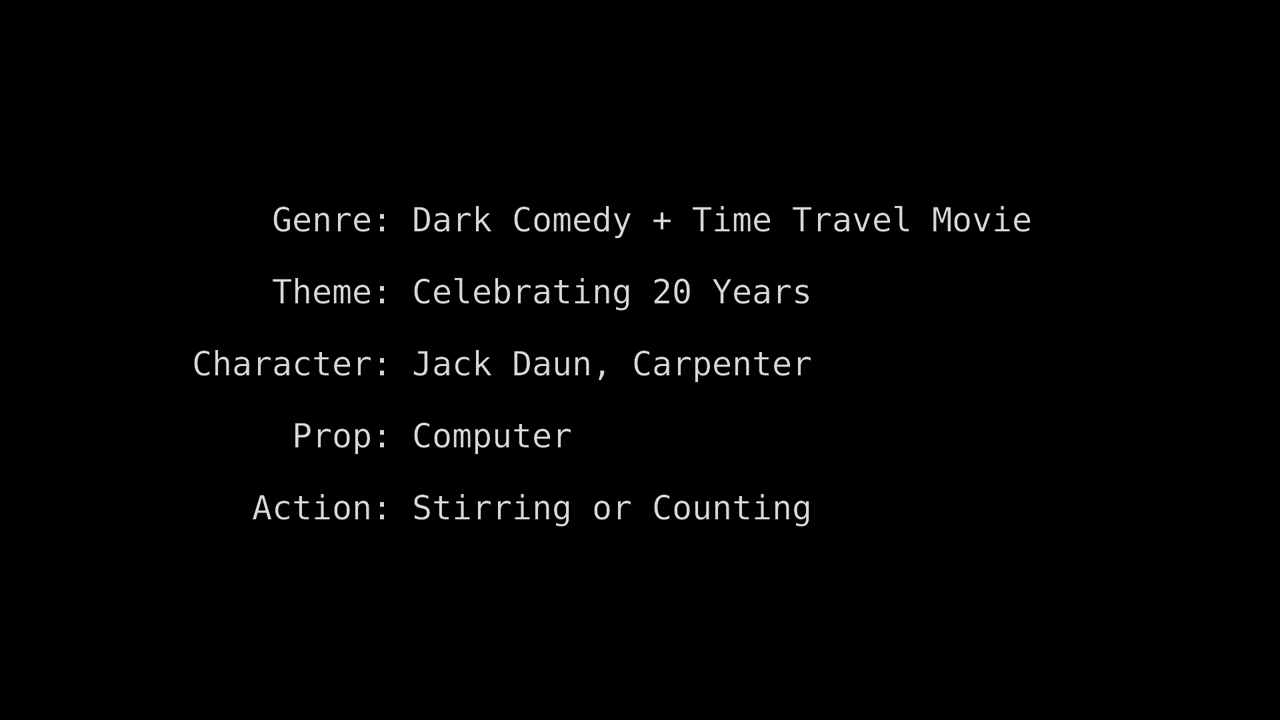 Genre: Dark Comedy + Time Travel Movie
Theme: Celebrating 20 Years
Character: Jack Daun, Carpenter
Prop: Computer
Action: Stirring or Counting